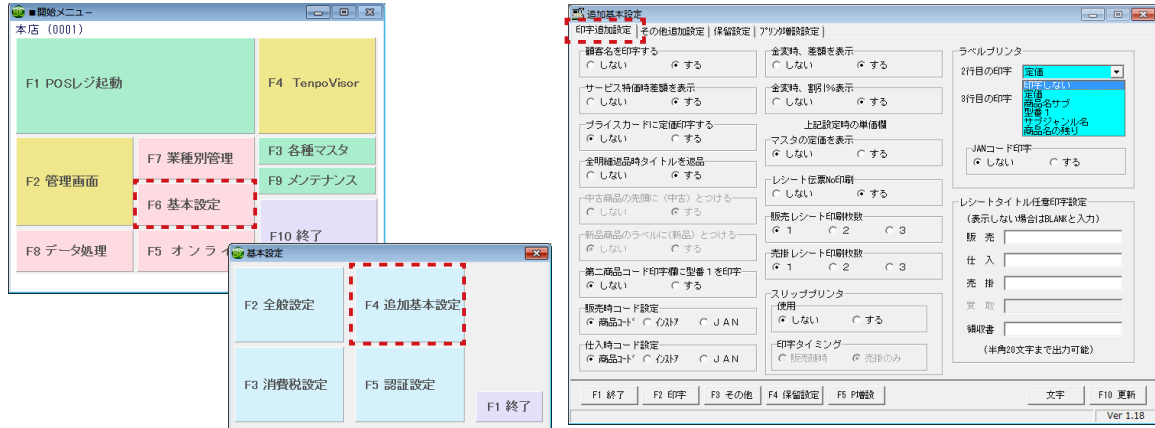 ■開始メニュー
本店 (0001)
F1 POSレジ起動
F4 TenpoVisor
F2 管理画面
F7 業種別管理
F3 各種マスタ
F9 メンテナンス
F6 基本設定
F10 終了
F8 データ処理
F5 オンライ
基本設定
F2 全般設定
F4 追加基本設定
F3 消費税設定
F5 認証設定
F1 終了
追加基本設定
印字追加設定 その他追加設定 保留設定 プリンタ増設設定
顧客名を印字する
しない する
サービス特価時差額を表示
しない する
プライスカードに定価印字する
しない する
全明細返品時タイトルを返品
しない する
中古商品の先頭に（中古）とつける
しない する
新品商品のラベルに(新品）とつける
しない する
第二商品コード印字欄に型番１を印字
しない する
販売時コード設定
商品コード インストア ＪＡＮ
仕入時コード設定
商品コード インストア ＪＡＮ
金変時、差額を表示
しない する
金変時、割引%表示
しない する
上記設定時の単価欄
マスタの定価を表示
しない する
レシート伝票No印刷
しない する
販売レシート印刷枚数
1 2 3
売掛レシート印刷枚数
1 2 3
スリッププリンタ
使用
しない する
印字タイミング
販売随時 売掛のみ
ラベルプリンタ
2行目の印字 定価
印字しない
定価
3行目の印字
商品名サブ
型番１
サブジャンル名
商品名の残り
JANコード印字
しない する
レシートタイトル任意印字設定
(表示しない場合はBLANKと入力)
販 売
仕 入
売 掛
買 取
領収書
(半角20文字まで出力可能)
F1 終了 F2 印字 F3 その他 F4 保留設定 F5 P増設 文字 F10 更新
Ver 1.18